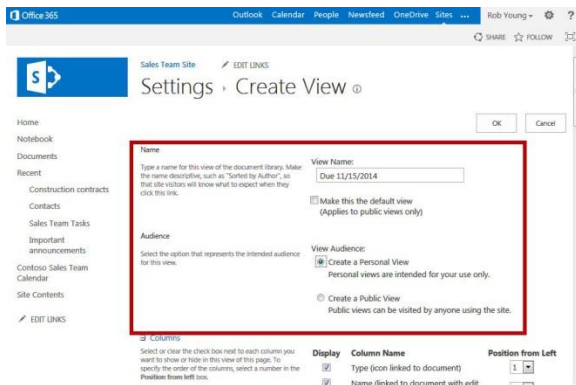 Office 365
Outlook Calendar People Newsfeed OneDrive Sites ... Rob Young ?
SHARE FOLLOW
Sales Team Site EDIT LINKS
Settings › Create View
OK Cancel
Home
Notebook
Documents
Recent
Construction contracts
Contacts
Sales Team Tasks
Important
announcements
Contoso Sales Team
Calendar
Site Contents
EDIT LINKS
Name
Type a name for this view of the document library. Make
the name descriptive, such as "Sorted by Author", so
that site visitors will know what to expect when they
click this link.
View Name:
Due 11/15/2014
Make this the default view
(Applies to public views only)
Audience
Select the option that represents the intended audience
for this view.
View Audience:
Create a Personal View
Personal views are intended for your use only.
Create a Public View
Public views can be visited by anyone using the site.
Columns
Select or clear the check box next to each column you
want to show or hide in this view of this page. To
specify the order of the columns, select a number in the
Position from left box.
Display Column Name Position from Left
Type (icon linked to document) 1
Name (linked to document with edit